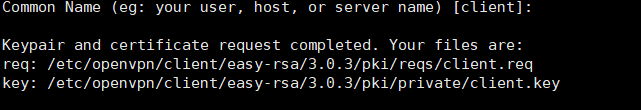 Common Name (eg: your user, host, or server name) [client]:
Keypair and certificate request completed. Your files are:
req: /etc/openvpn/client/easy-rsa/3.0.3/pki/reqs/client.req
key: /etc/openvpn/client/easy-rsa/3.0.3/pki/private/client.key